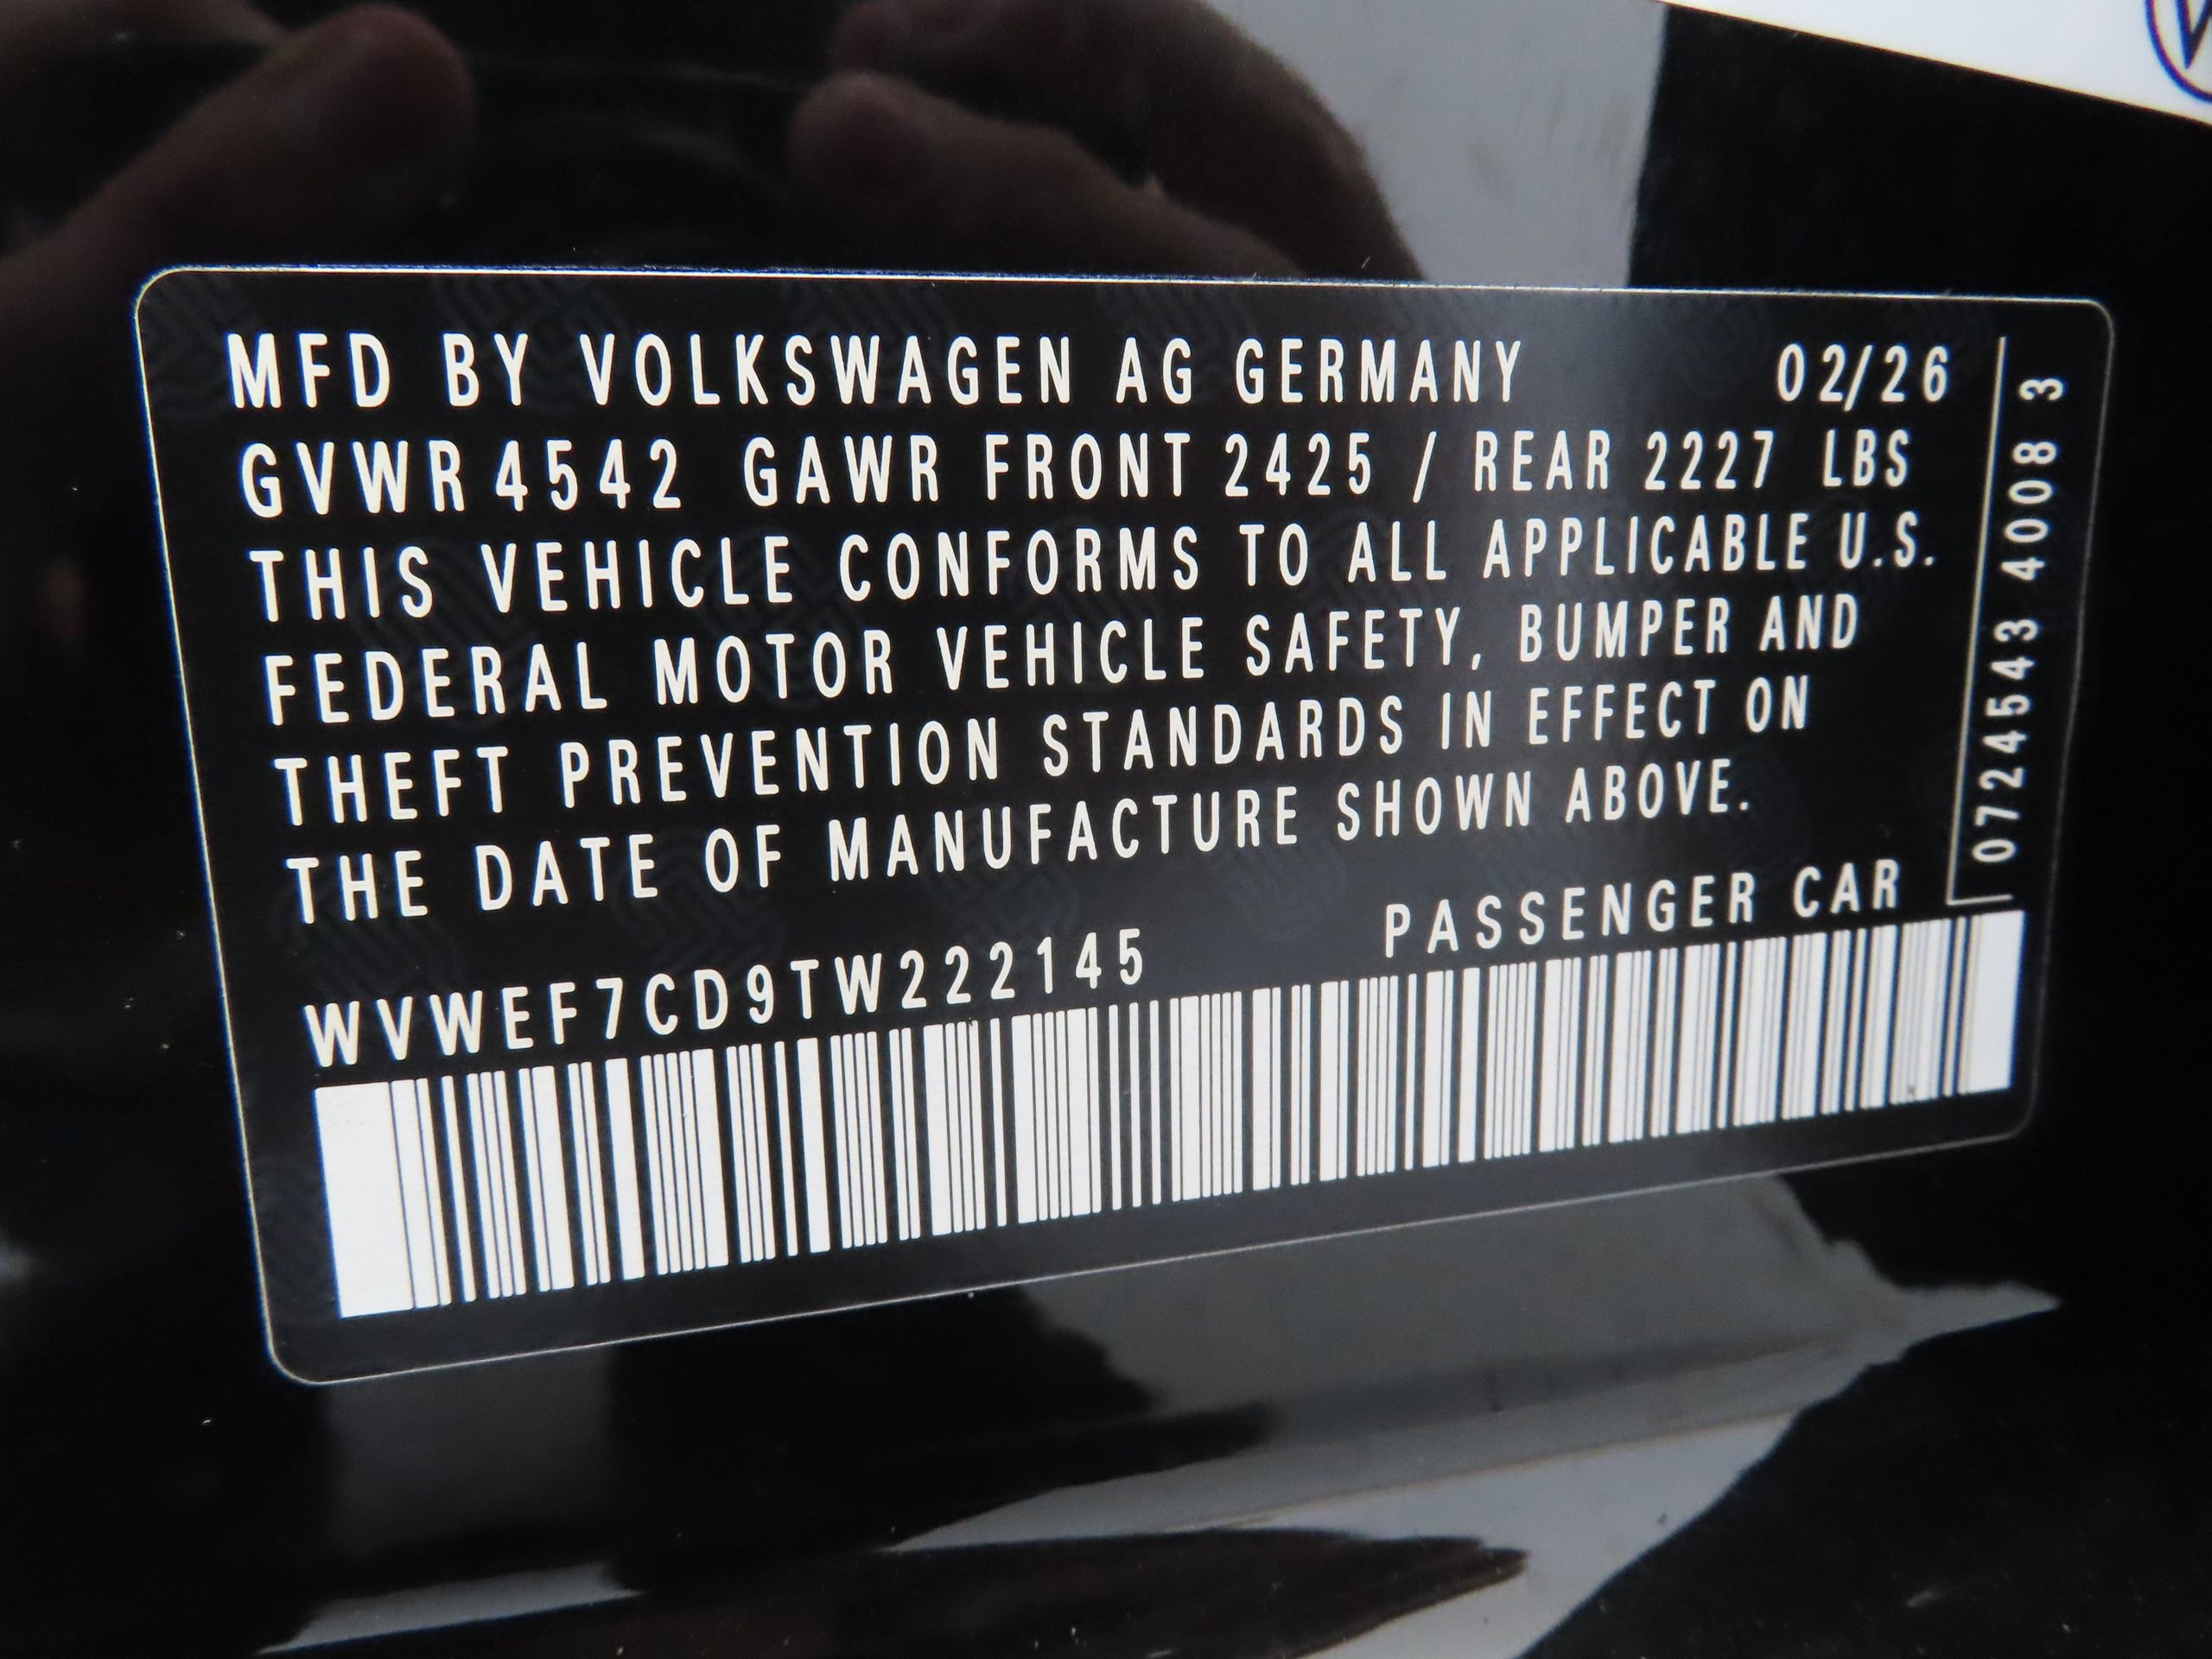 MFD BY VOLKSWAGEN AG GERMANY 02/26
GVWR 4542 GAWR FRONT 2425 / REAR 2227 LBS
THIS VEHICLE CONFORMS TO ALL APPLICABLE U.S.
FEDERAL MOTOR VEHICLE SAFETY, BUMPER AND
THEFT PREVENTION STANDARDS IN EFFECT ON
THE DATE OF MANUFACTURE SHOWN ABOVE.
WVWEF7CD9TW222145 PASSENGER CAR
0724543 4008 3